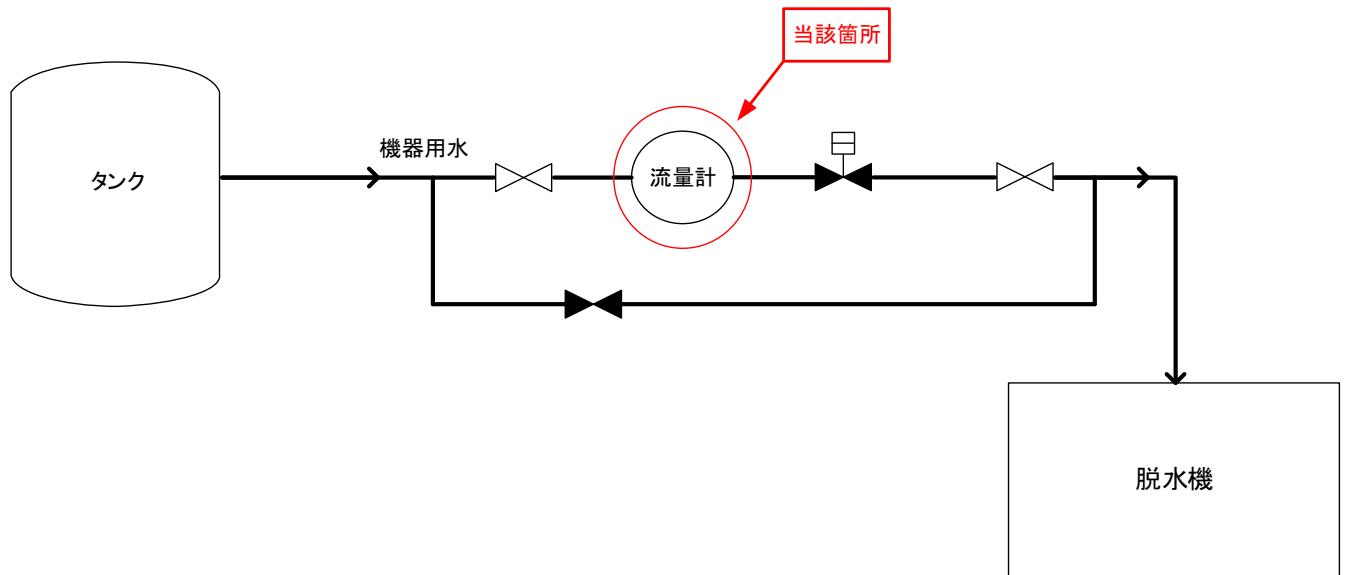 当該箇所
機器用水
タンク
流量計
脱水機